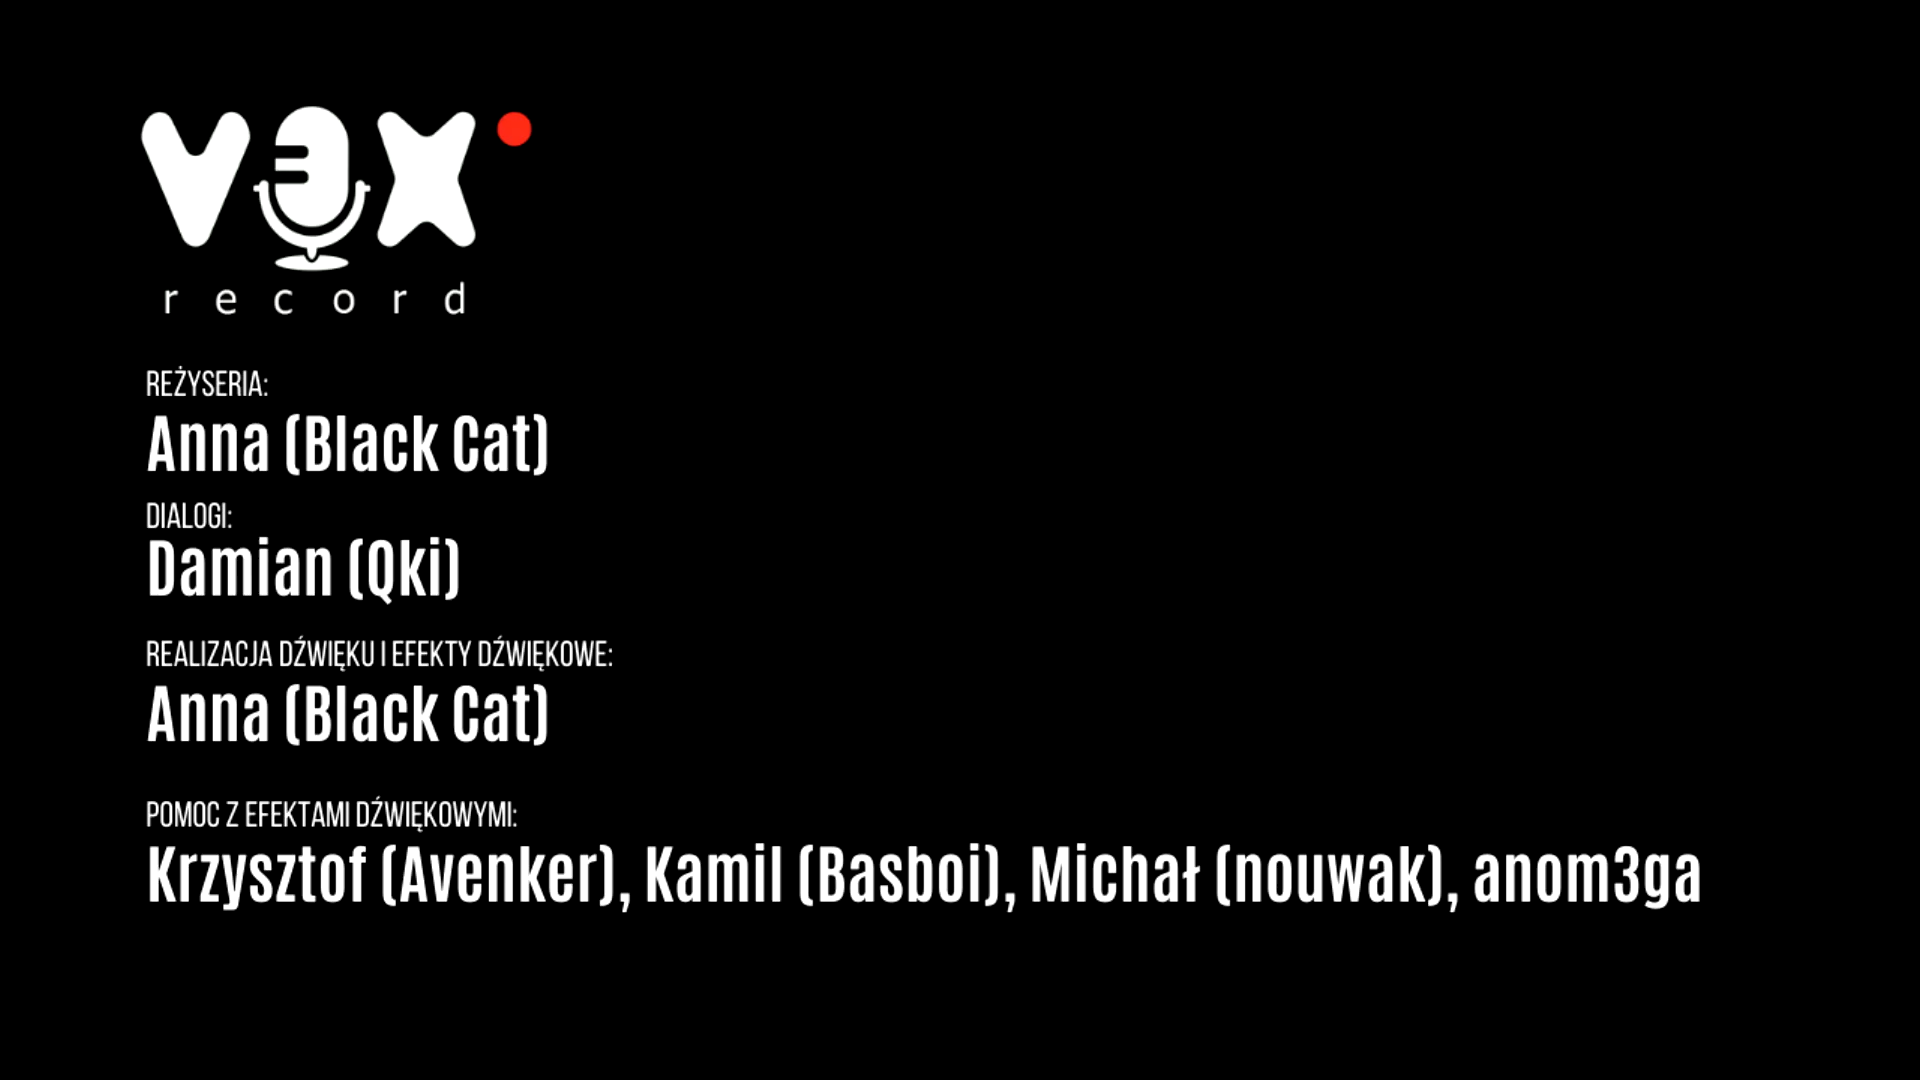 VOX
record
REŻYSERIA:
Anna (Black Cat)
DIALOGI:
Damian (Qki)
REALIZACJA DŹWIĘKU I EFEKTY DŹWIĘKOWE:
Anna (Black Cat)
POMOC Z EFEKTAMI DŹWIĘKOWYMI:
Krzysztof (Avenker), Kamil (Basboi), Michał (nouwak), anom3ga